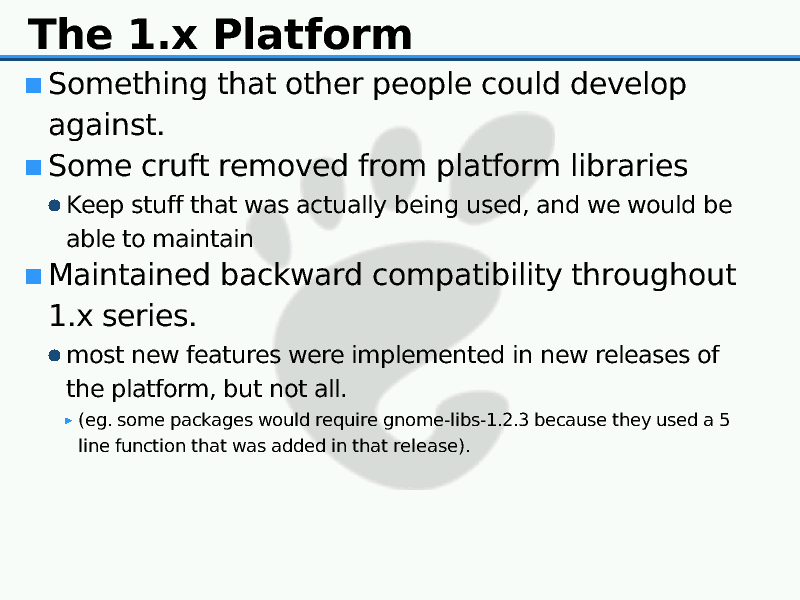 The 1.x Platform
Something that other people could develop
against.
Some cruft removed from platform libraries
Keep stuff that was actually being used, and we would be
able to maintain
Maintained backward compatibility throughout
1.x series.
most new features were implemented in new releases of
the platform, but not all.
(eg. some packages would require gnome-libs-1.2.3 because they used a 5
line function that was added in that release).